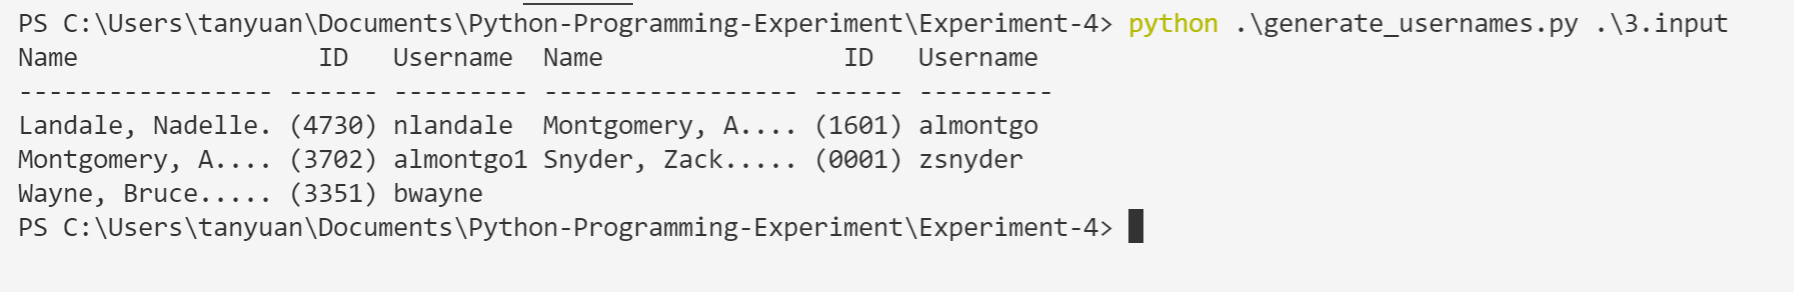 PS C:\Users\tanyuan\Documents\Python-Programming-Experiment\Experiment-4> python .\generate_usernames.py .\3.input
Name                ID   Username  Name                ID   Username
----------------- ------ --------- ----------------- ------ ---------
Landale, Nadelle. (4730) nlandale  Montgomery, A.... (1601) almontgo
Montgomery, A.... (3702) almontgo1 Snyder, Zack..... (0001) zsnyder
Wayne, Bruce..... (3351) bwayne
PS C:\Users\tanyuan\Documents\Python-Programming-Experiment\Experiment-4>